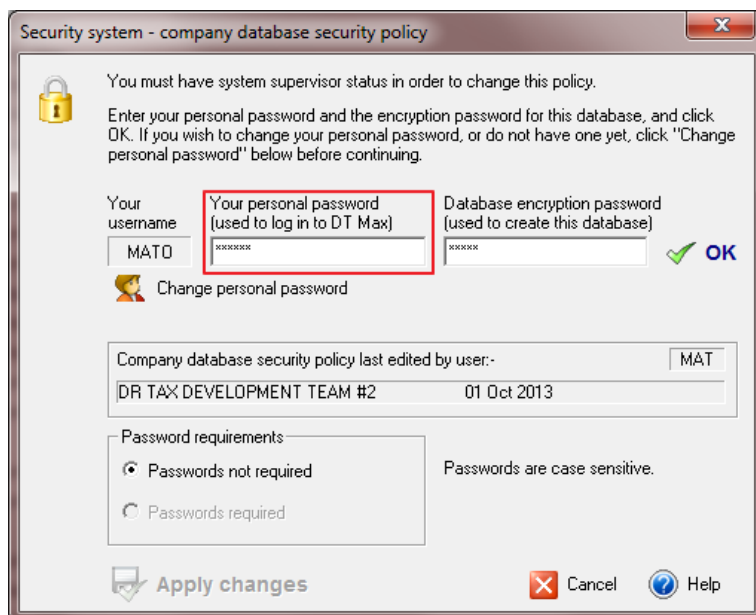 Security system - company database security policy
x
You must have system supervisor status in order to change this policy.
Enter your personal password and the encryption password for this database, and click
OK. If you wish to change your personal password, or do not have one yet, click "Change
personal password" below before continuing.
Your
username
Your personal password
(used to log in to DT Max)
Database encryption password
(used to create this database)
MATO
××××××
×××××
OK
Change personal password
Company database security policy last edited by user:-
MAT
DR TAX DEVELOPMENT TEAM #2 01 Oct 2013
Password requirements
Passwords not required
Passwords are case sensitive.
Passwords required
Apply changes
Cancel
? Help